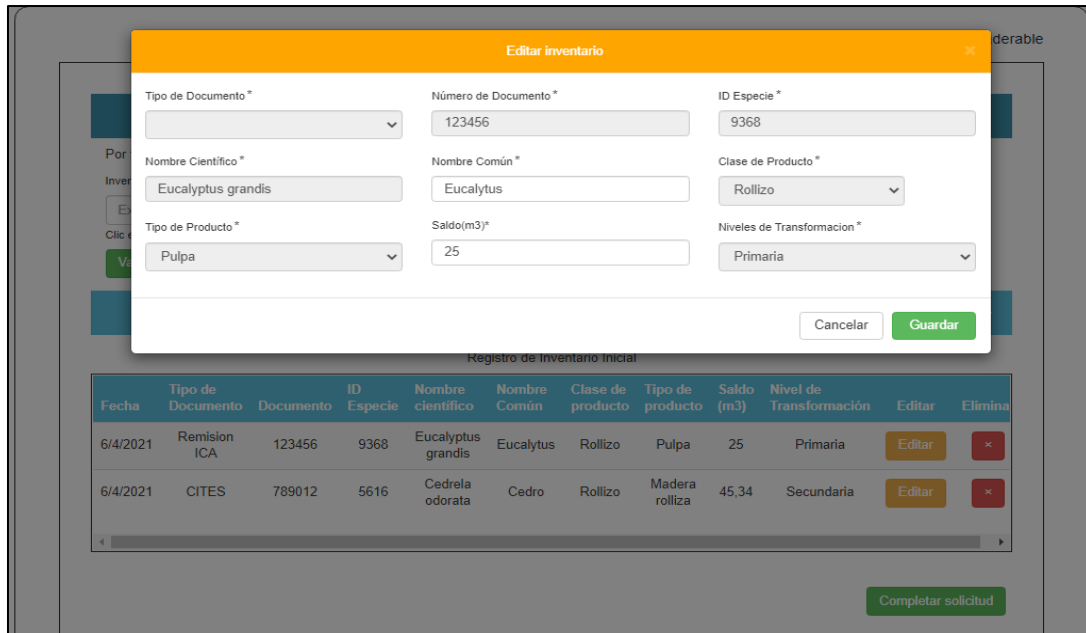 derable
Editar inventario ×
Tipo de Documento * Número de Documento * ID Especie *
123456 9368
Por
Nombre Científico * Nombre Común * Clase de Producto *
Inver
Eucalyptus grandis Eucalytus Rollizo
Ex
Tipo de Producto * Saldo(m3)* Niveles de Transformacion *
Clic e
Pulpa 25 Primaria
Va
Cancelar Guardar
Registro de Inventario Inicial
Fecha Tipo de Documento Documento ID Especie Nombre científico Nombre Común Clase de producto Tipo de producto Saldo (m3) Nivel de Transformación Editar Elimina
6/4/2021 Remision ICA 123456 9368 Eucalyptus grandis Eucalytus Rollizo Pulpa 25 Primaria Editar ×
6/4/2021 CITES 789012 5616 Cedrela odorata Cedro Rollizo Madera rolliza 45,34 Secundaria Editar ×
Completar solicitud